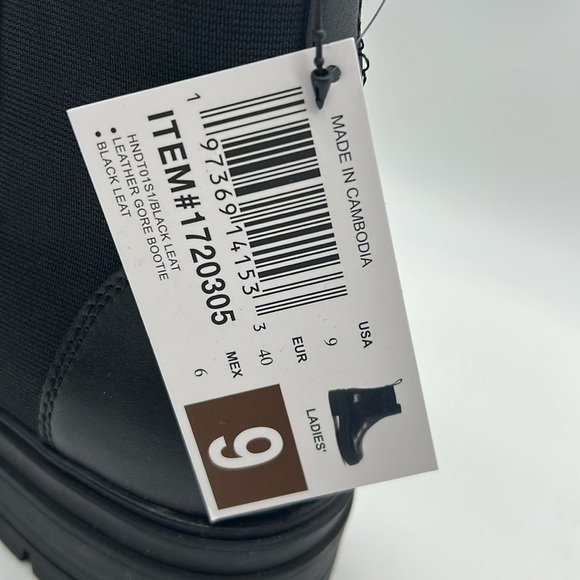 MADE IN CAMBODIA
1 97369 14153 3
ITEM#1720305
HNDT01S1/BLACK LEAT
• LEATHER GORE BOOTIE
• BLACK LEAT
USA 9
EUR 40
MEX 6
LADIES'
9